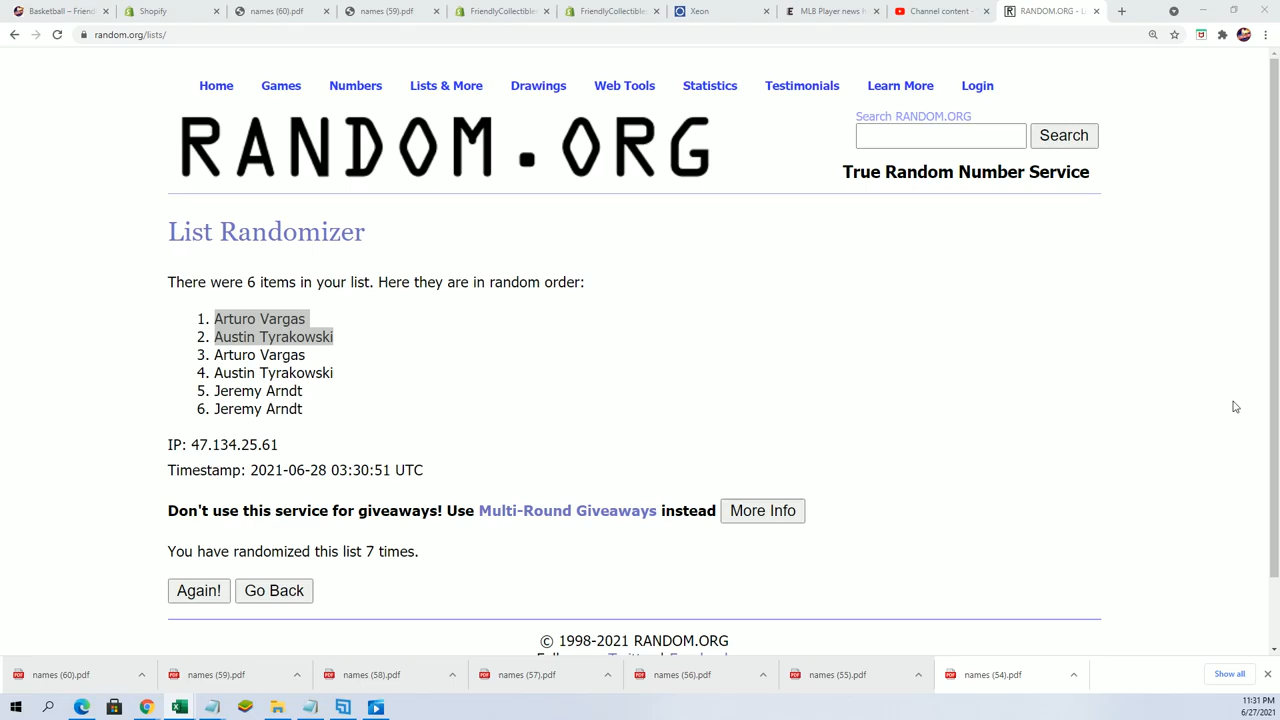 Basketball – Friend
Shopify
names (60).pdf
names (59).pdf
FriendlyCollectible
FriendlyCollectible
Xeon
MLB Player news
Channel content -
RANDOM.ORG - Li
random.org/lists/
Home Games Numbers Lists & More Drawings Web Tools Statistics Testimonials Learn More Login
RANDOM.ORG
Search RANDOM.ORG
Search
True Random Number Service
List Randomizer
There were 6 items in your list. Here they are in random order:
1. Arturo Vargas
2. Austin Tyrakowski
3. Arturo Vargas
4. Austin Tyrakowski
5. Jeremy Arndt
6. Jeremy Arndt
IP: 47.134.25.61
Timestamp: 2021-06-28 03:30:51 UTC
Don't use this service for giveaways! Use Multi-Round Giveaways instead More Info
You have randomized this list 7 times.
Again! Go Back
© 1998-2021 RANDOM.ORG
names (60).pdf names (59).pdf names (58).pdf names (57).pdf names (56).pdf names (55).pdf names (54).pdf Show all
11:31 PM
6/27/2021